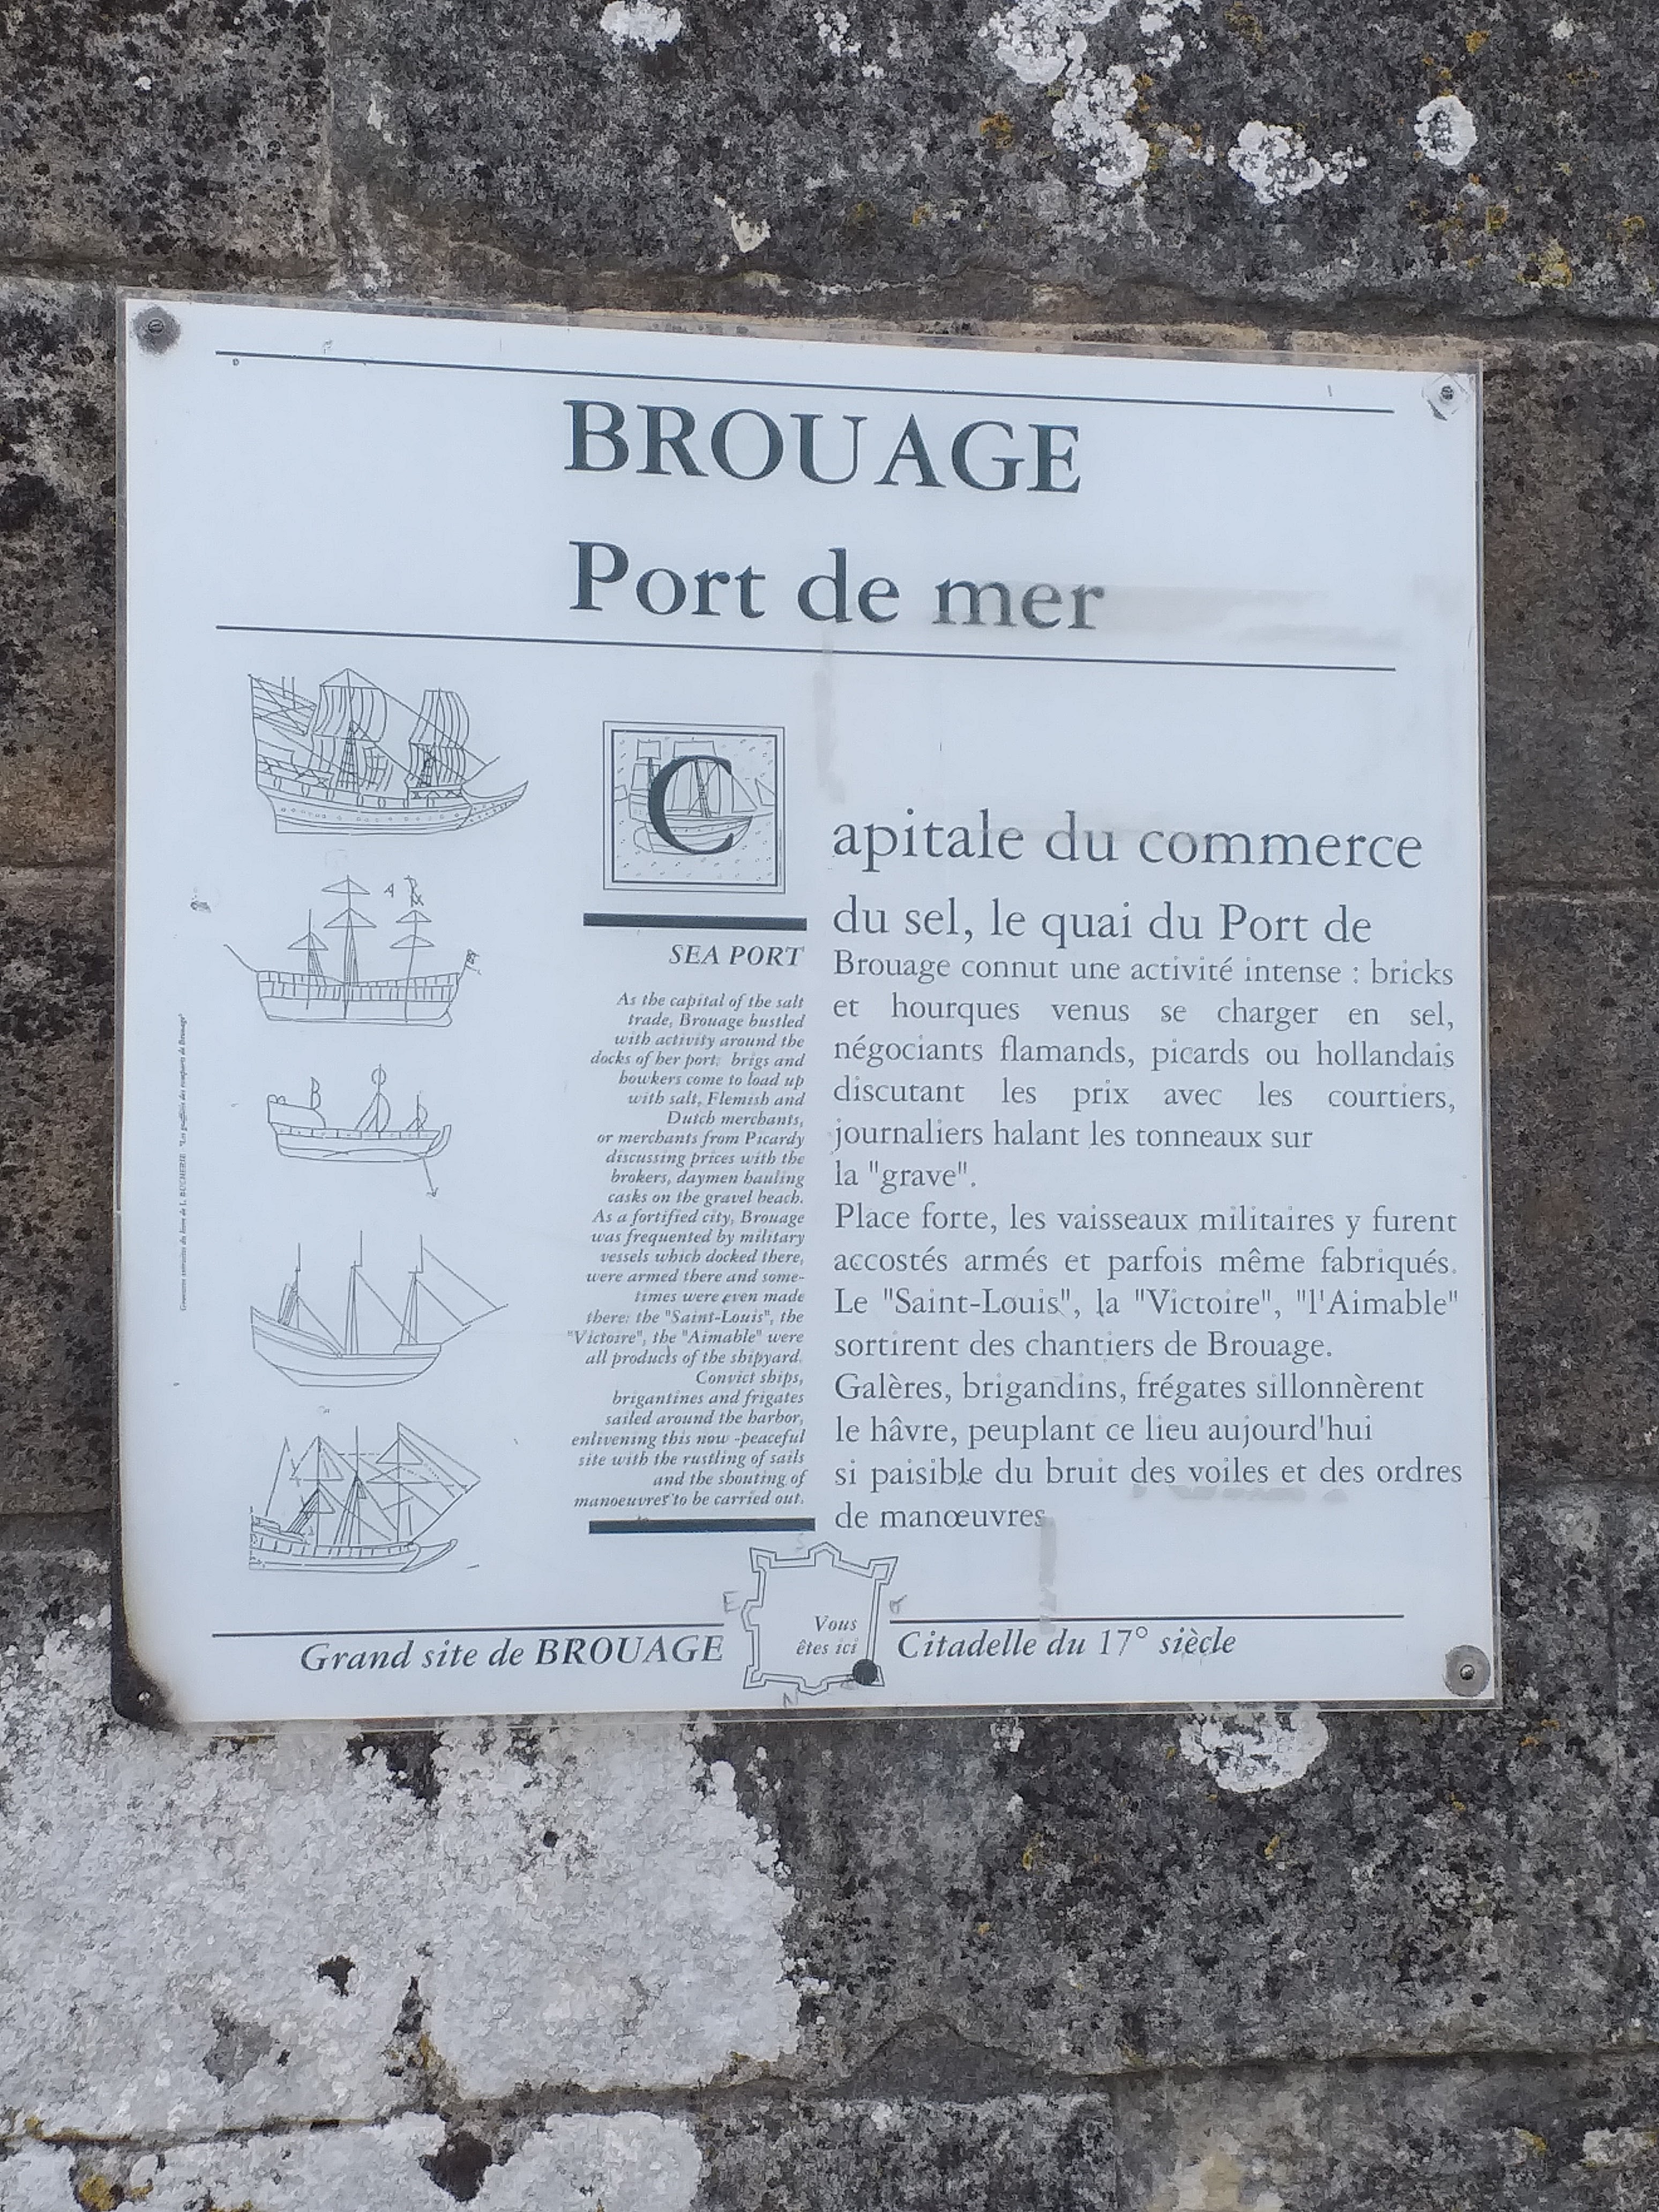 BROUAGE
Port de mer
C
SEA PORT
As the capital of the salt
trade, Brouage bustled
with activity around the
docks of her port: brigs and
howkers come to load up
with salt, Flemish and
Dutch merchants,
or merchants from Picardy
discussing prices with the
brokers, daymen hauling
casks on the gravel beach.
As a fortified city, Brouage
was frequented by military
vessels which docked there,
were armed there and some-
times were even made
there: the "Saint-Louis", the
"Victoire", the "Aimable" were
all products of the shipyard.
Convict ships,
brigantines and frigates
sailed around the harbor,
enlivening this now -peaceful
site with the rustling of sails
and the shouting of
manoeuvres to be carried out.
apitale du commerce
du sel, le quai du Port de
Brouage connut une activité intense : bricks
et hourques venus se charger en sel,
négociants flamands, picards ou hollandais
discutant les prix avec les courtiers,
journaliers halant les tonneaux sur
la "grave".
Place forte, les vaisseaux militaires y furent
accostés armés et parfois même fabriqués.
Le "Saint-Louis", la "Victoire", "l'Aimable"
sortirent des chantiers de Brouage.
Galères, brigandins, frégates sillonnèrent
le hâvre, peuplant ce lieu aujourd'hui
si paisible du bruit des voiles et des ordres
de manœuvres
Grand site de BROUAGE
Vous
êtes ici
Citadelle du 17° siècle
E
N